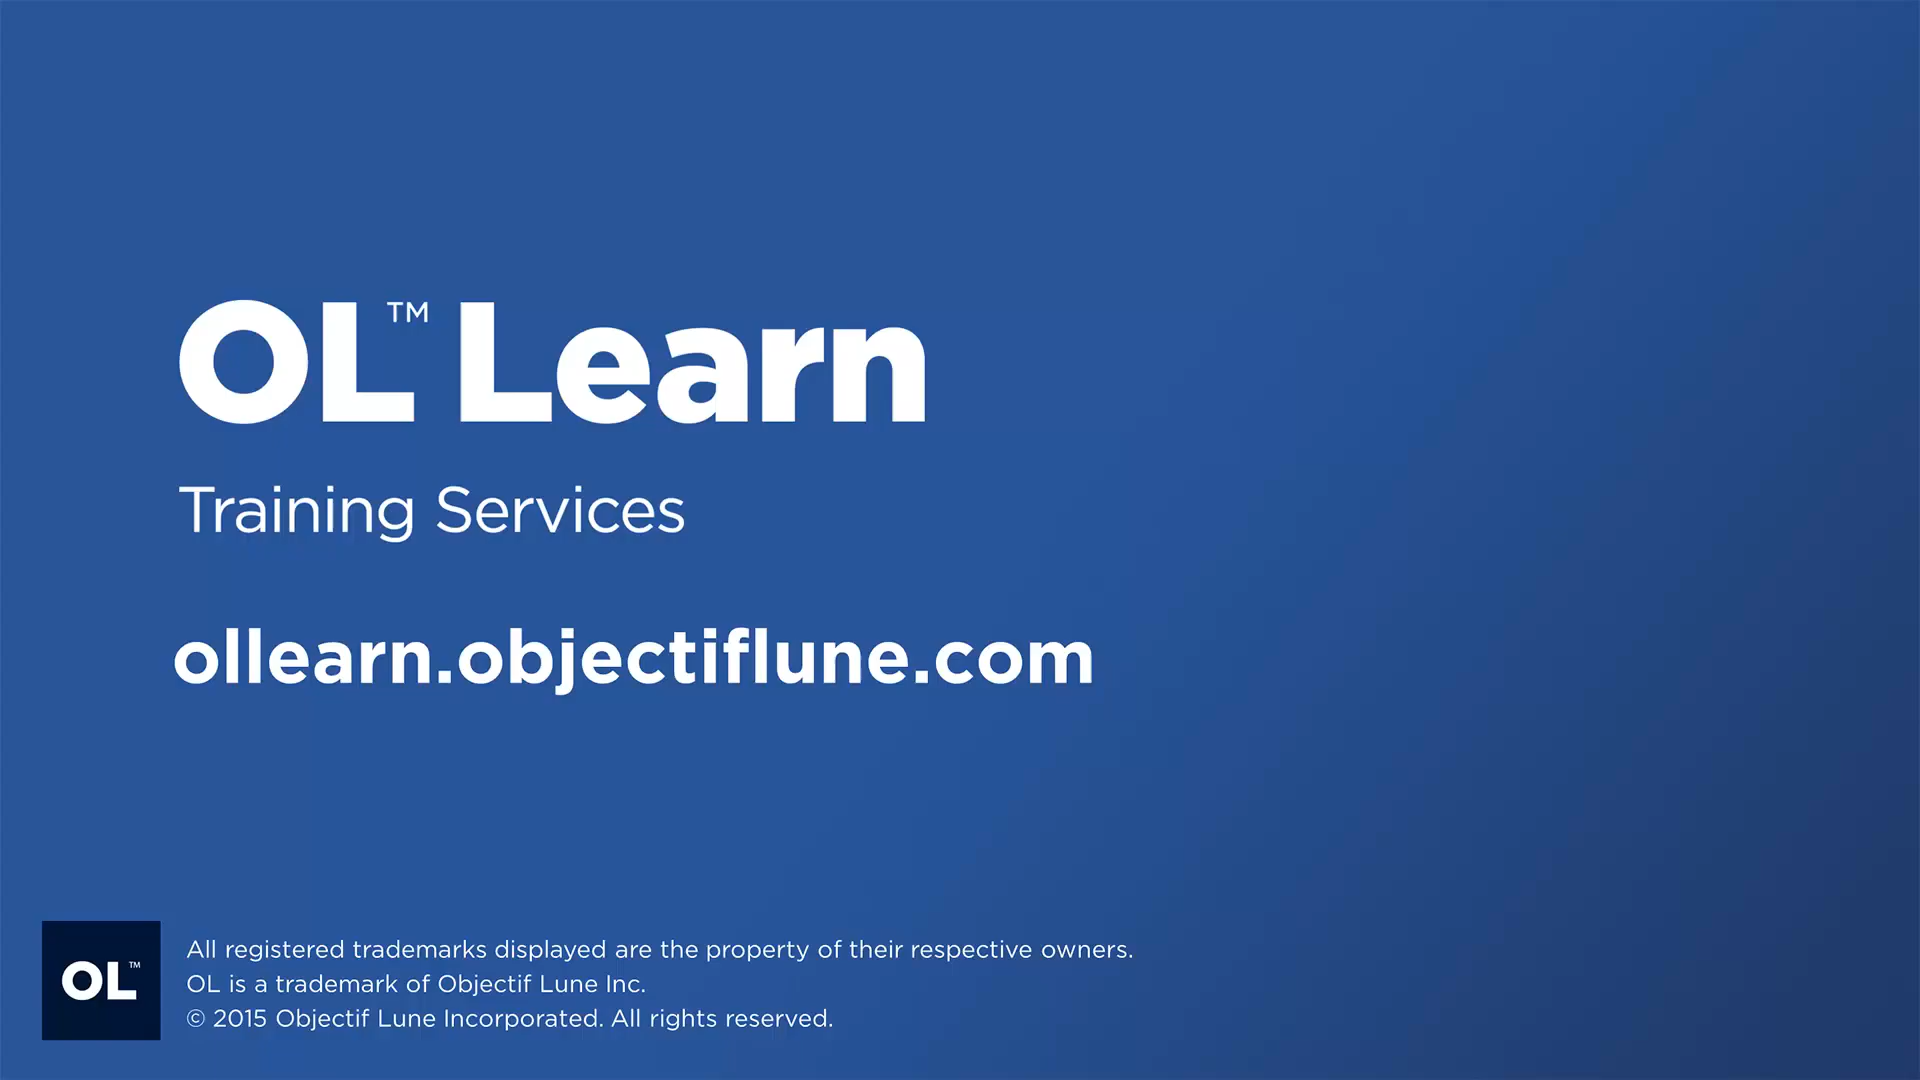 OL™ Learn
Training Services
ollearn.objectiflune.com
OL™
All registered trademarks displayed are the property of their respective owners.
OL is a trademark of Objectif Lune Inc.
© 2015 Objectif Lune Incorporated. All rights reserved.